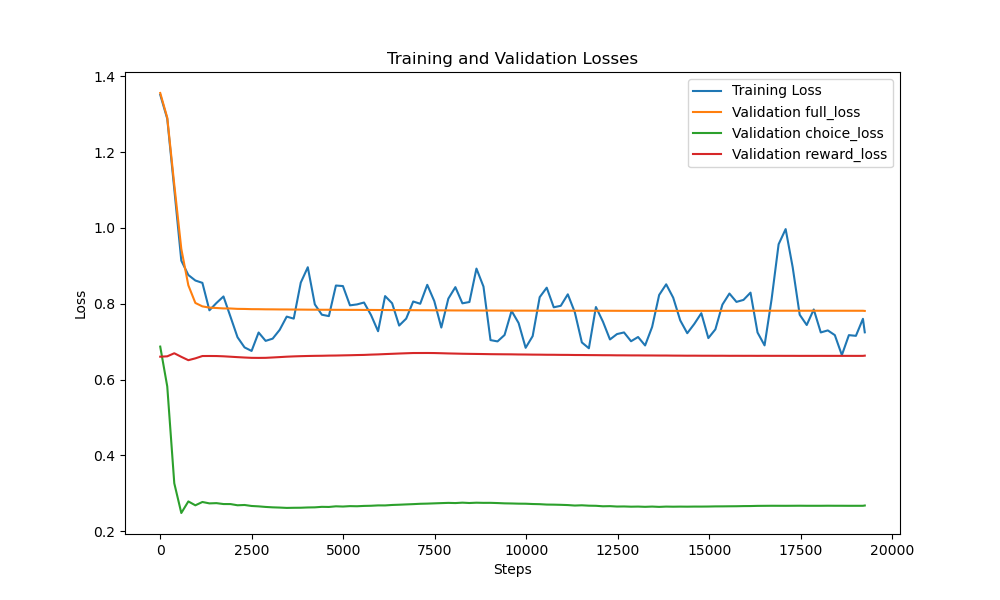 Training and Validation Losses
Training Loss
Validation full_loss
Validation choice_loss
Validation reward_loss
Loss
1.4
1.2
1.0
0.8
0.6
0.4
0.2
0 2500 5000 7500 10000 12500 15000 17500 20000
Steps